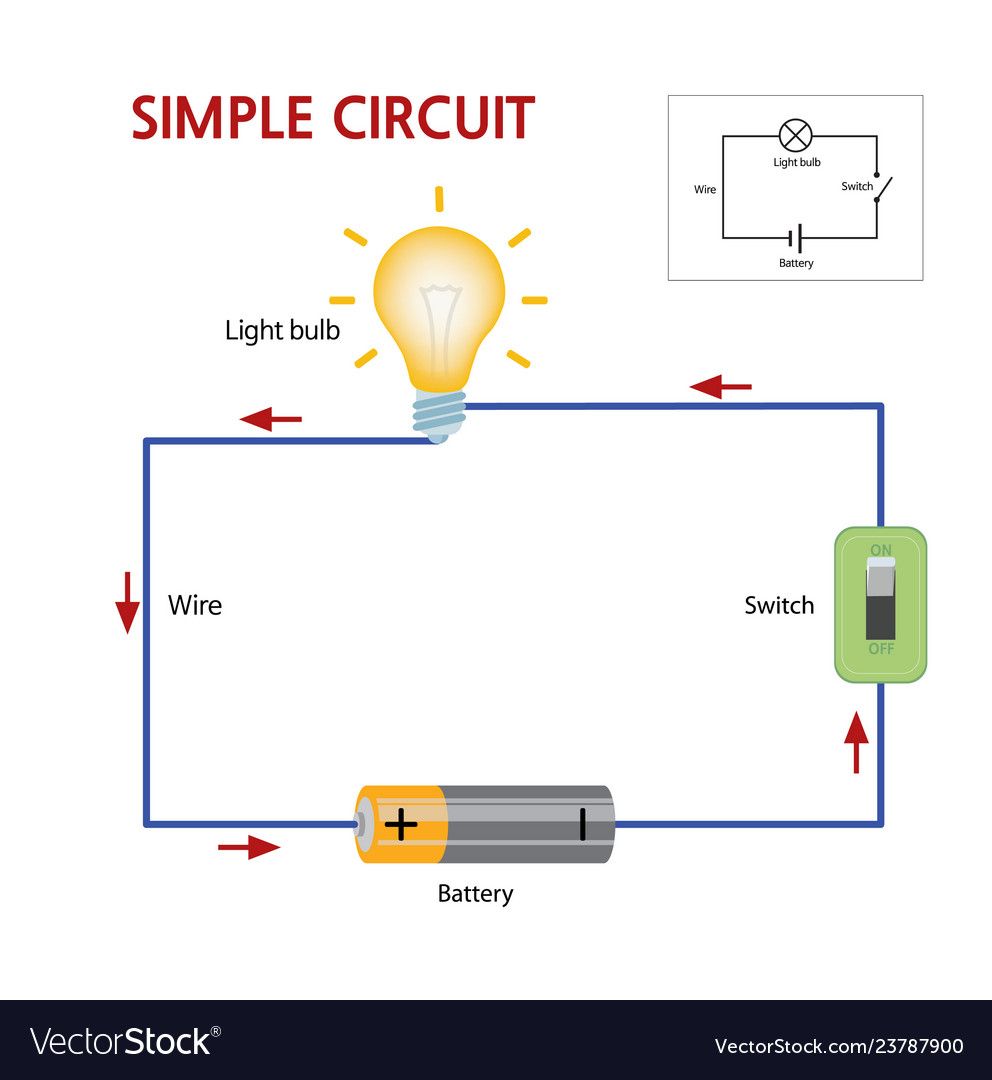 SIMPLE CIRCUIT
Light bulb
Wire
Switch
Battery
Light bulb
Wire
Switch
ON
OFF
+
Battery
VectorStock®
VectorStock.com/23787900